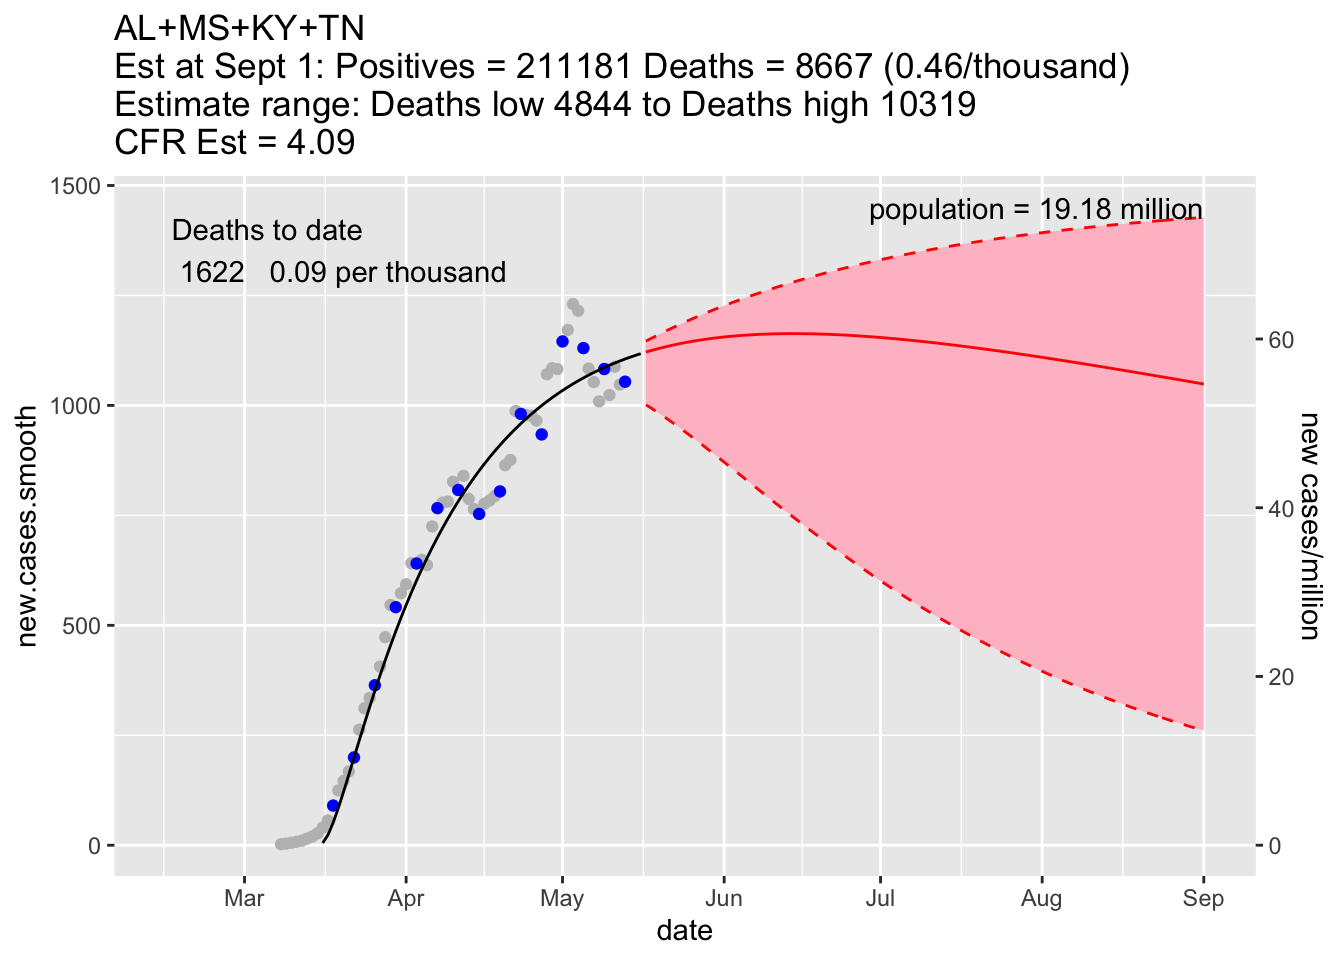 AL+MS+KY+TN
Est at Sept 1: Positives = 211181 Deaths = 8667 (0.46/thousand)
Estimate range: Deaths low 4844 to Deaths high 10319
CFR Est = 4.09
1500
1000
500
0
new.cases.smooth
Deaths to date
1622 0.09 per thousand
population = 19.18 million
60
40
20
0
new cases/million
Mar Apr May Jun Jul Aug Sep
date